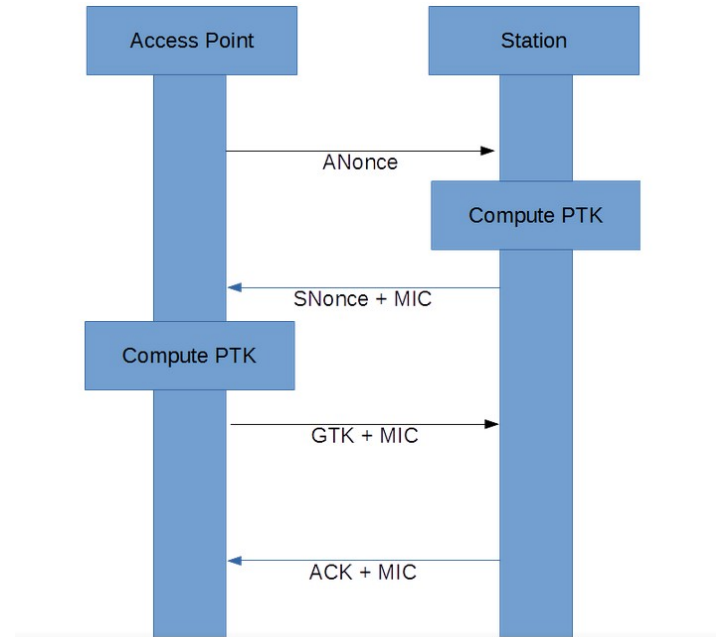 Access Point
Station
ANonce
Compute PTK
SNonce + MIC
Compute PTK
GTK + MIC
ACK + MIC